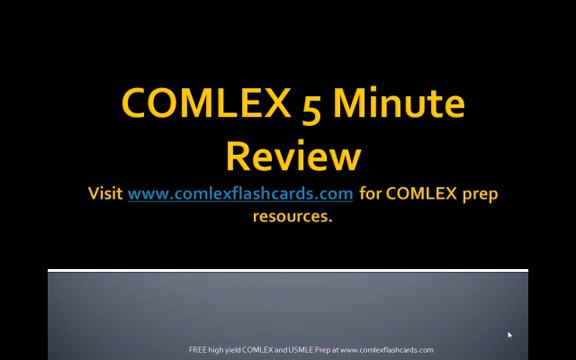 COMLEX 5 Minute
Review
Visit www.comlexflashcards.com for COMLEX prep
resources.
FREE high yield COMLEX and USMLE Prep at www.comlexflashcards.com